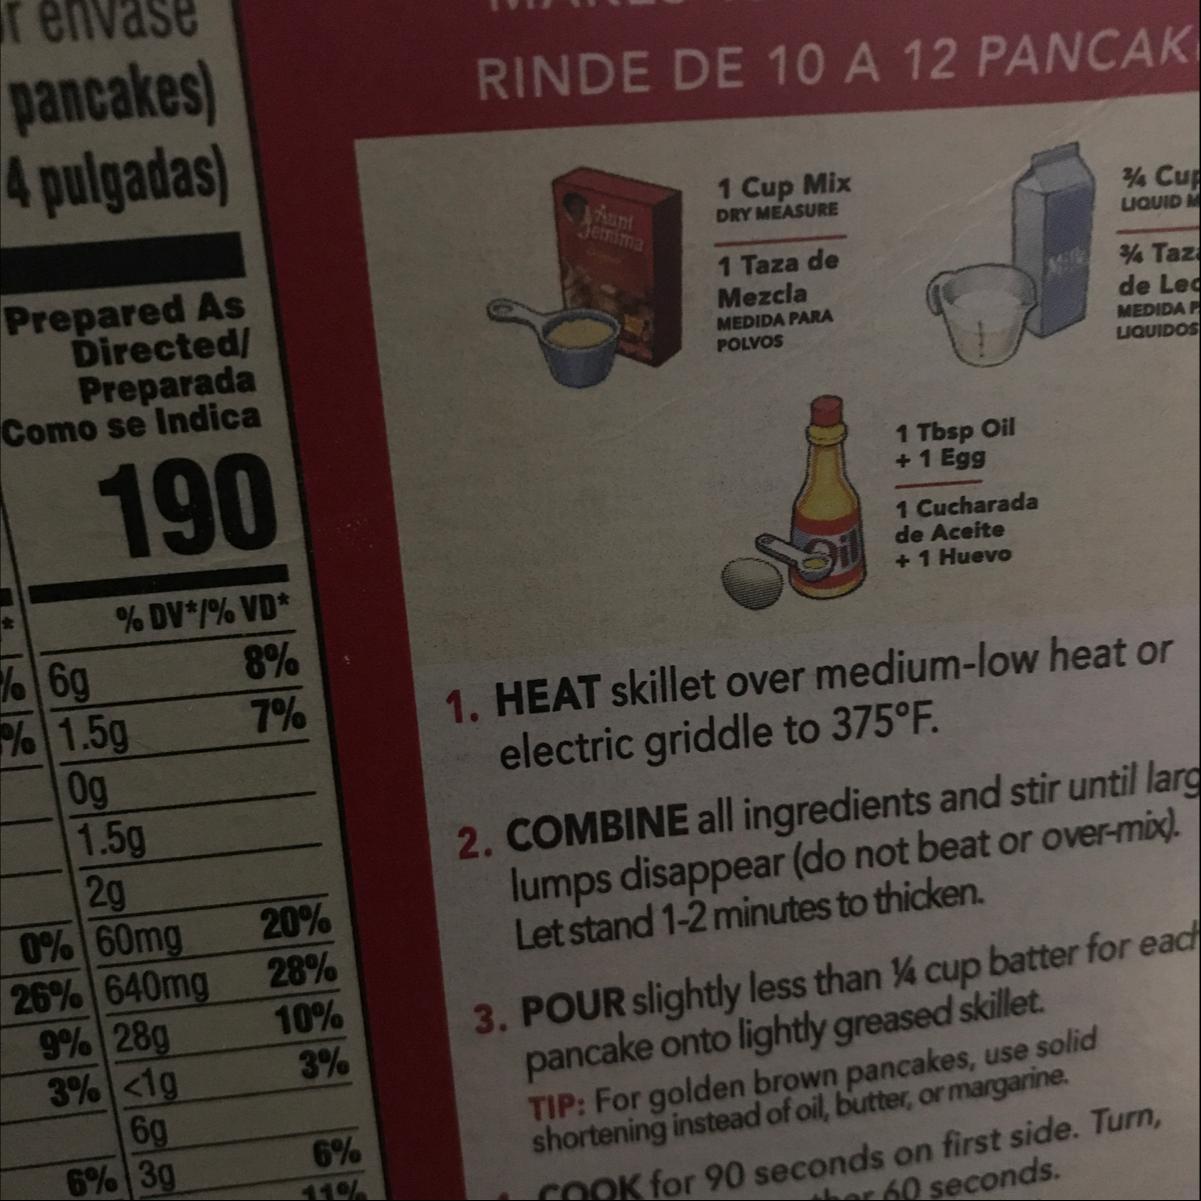 r envase
pancakes)
4 pulgadas)
Prepared As
Directed/
Preparada
Como se Indica
190
* % DV*/% VD*
% 6g 8%
% 1.5g 7%
0g
1.5g
2g
0% 60mg 20%
26% 640mg 28%
9% 28g 10%
3% <1g 3%
6g
6% 3g 6%
11%
RINDE DE 10 A 12 PANCAK
Aunt
Jemima
1 Cup Mix
DRY MEASURE
1 Taza de
Mezcla
MEDIDA PARA
POLVOS
Milk
¾ Cup
LIQUID M
¾ Taza
de Lec
MEDIDA P
LIQUIDOS
Oil
1 Tbsp Oil
+ 1 Egg
1 Cucharada
de Aceite
+ 1 Huevo
1. HEAT skillet over medium-low heat or
electric griddle to 375°F.
2. COMBINE all ingredients and stir until larg
lumps disappear (do not beat or over-mix).
Let stand 1-2 minutes to thicken.
3. POUR slightly less than ¼ cup batter for each
pancake onto lightly greased skillet.
TIP: For golden brown pancakes, use solid
shortening instead of oil, butter, or margarine.
COOK for 90 seconds on first side. Turn,
60 seconds.